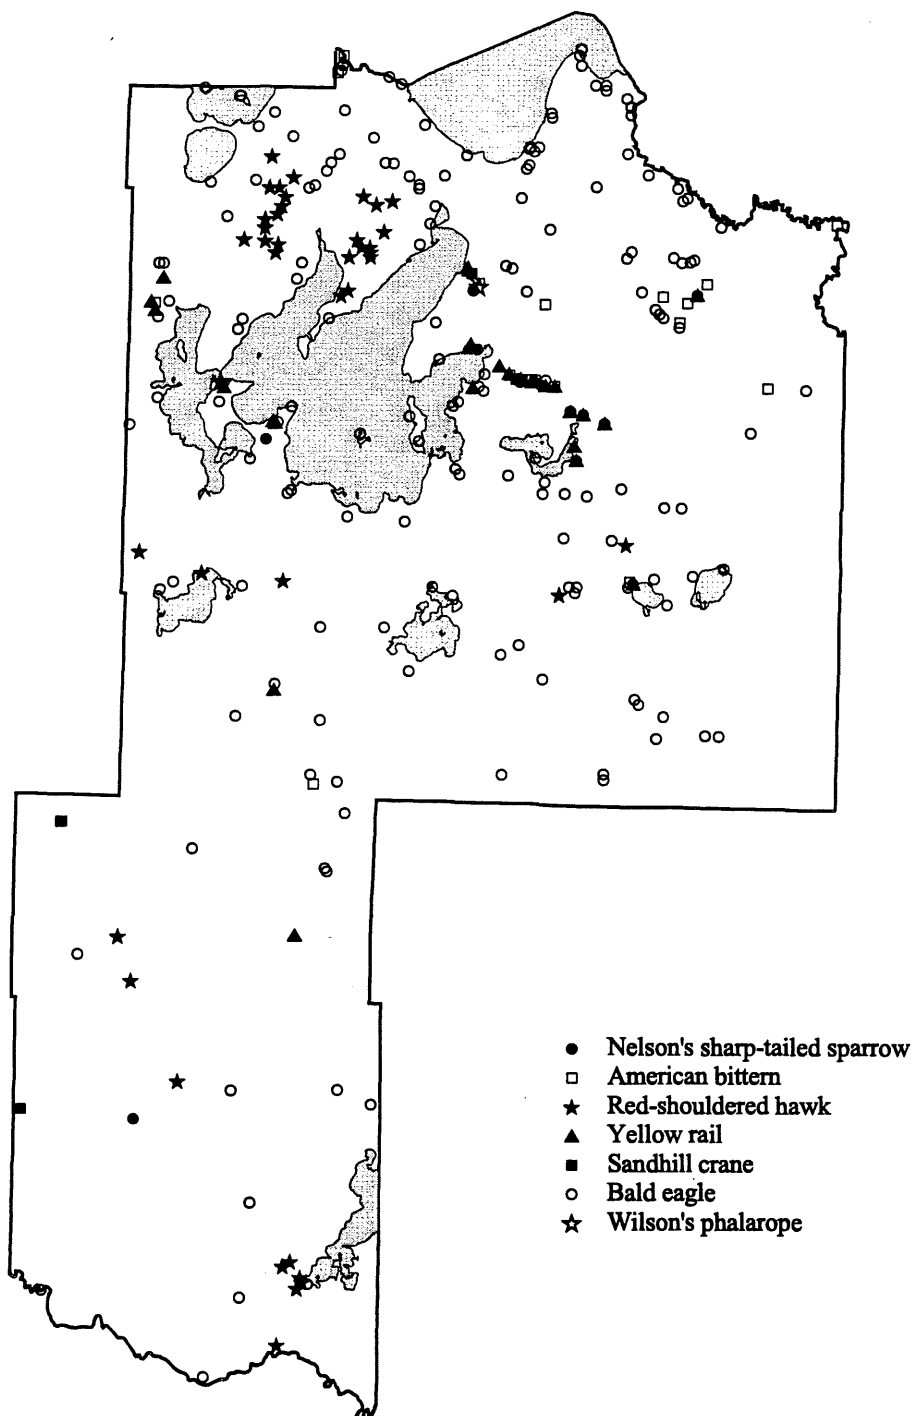 Nelson's sharp-tailed sparrow
American bittern
Red-shouldered hawk
Yellow rail
Sandhill crane
Bald eagle
Wilson's phalarope